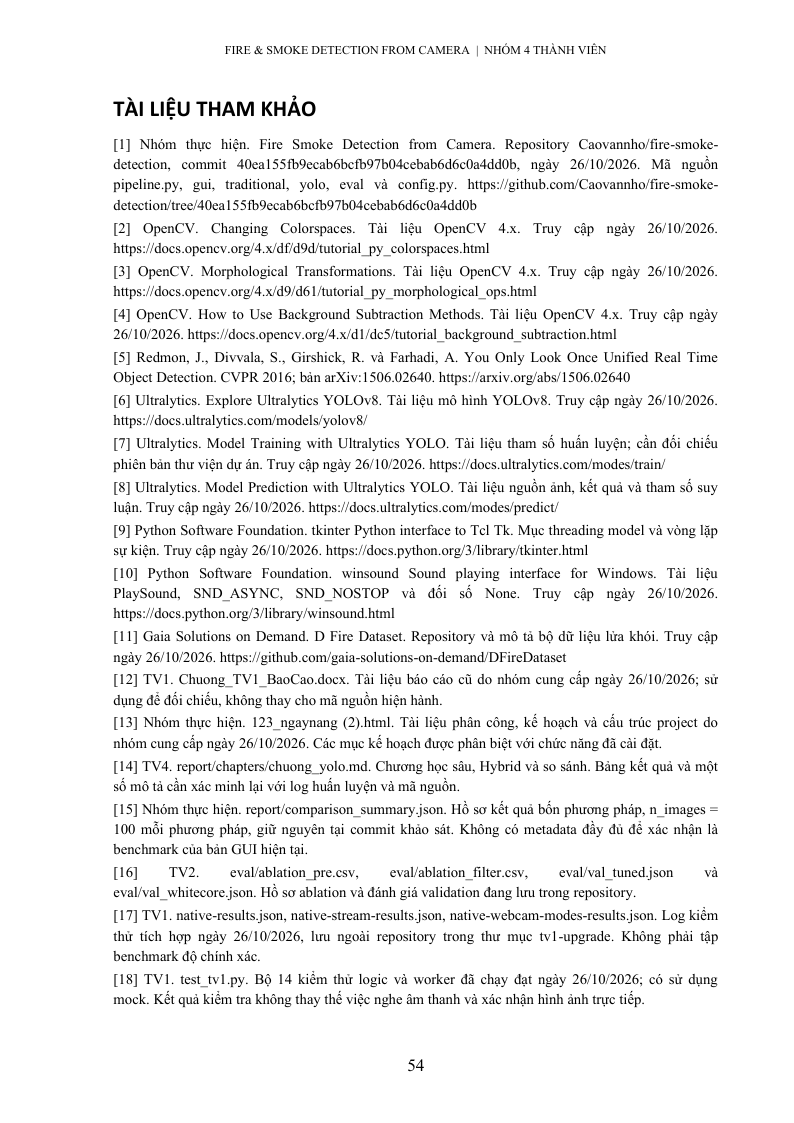 FIRE & SMOKE DETECTION FROM CAMERA | NHÓM 4 THÀNH VIÊN
TÀI LIỆU THAM KHẢO
[1] Nhóm thực hiện. Fire Smoke Detection from Camera. Repository Caovannho/fire-smoke-
detection, commit 40ea155fb9ecab6bcfb97b04cebab6d6c0a4dd0b, ngày 26/10/2026. Mã nguồn
pipeline.py, gui, traditional, yolo, eval và config.py. https://github.com/Caovannho/fire-smoke-
detection/tree/40ea155fb9ecab6bcfb97b04cebab6d6c0a4dd0b
[2] OpenCV. Changing Colorspaces. Tài liệu OpenCV 4.x. Truy cập ngày 26/10/2026.
https://docs.opencv.org/4.x/df/d9d/tutorial_py_colorspaces.html
[3] OpenCV. Morphological Transformations. Tài liệu OpenCV 4.x. Truy cập ngày 26/10/2026.
https://docs.opencv.org/4.x/d9/d61/tutorial_py_morphological_ops.html
[4] OpenCV. How to Use Background Subtraction Methods. Tài liệu OpenCV 4.x. Truy cập ngày
26/10/2026. https://docs.opencv.org/4.x/d1/dc5/tutorial_background_subtraction.html
[5] Redmon, J., Divvala, S., Girshick, R. và Farhadi, A. You Only Look Once Unified Real Time
Object Detection. CVPR 2016; bản arXiv:1506.02640. https://arxiv.org/abs/1506.02640
[6] Ultralytics. Explore Ultralytics YOLOv8. Tài liệu mô hình YOLOv8. Truy cập ngày 26/10/2026.
https://docs.ultralytics.com/models/yolov8/
[7] Ultralytics. Model Training with Ultralytics YOLO. Tài liệu tham số huấn luyện; cần đối chiếu
phiên bản thư viện dự án. Truy cập ngày 26/10/2026. https://docs.ultralytics.com/modes/train/
[8] Ultralytics. Model Prediction with Ultralytics YOLO. Tài liệu nguồn ảnh, kết quả và tham số suy
luận. Truy cập ngày 26/10/2026. https://docs.ultralytics.com/modes/predict/
[9] Python Software Foundation. tkinter Python interface to Tcl Tk. Mục threading model và vòng lặp
sự kiện. Truy cập ngày 26/10/2026. https://docs.python.org/3/library/tkinter.html
[10] Python Software Foundation. winsound Sound playing interface for Windows. Tài liệu
PlaySound, SND_ASYNC, SND_NOSTOP và đối số None. Truy cập ngày 26/10/2026.
https://docs.python.org/3/library/winsound.html
[11] Gaia Solutions on Demand. D Fire Dataset. Repository và mô tả bộ dữ liệu lửa khói. Truy cập
ngày 26/10/2026. https://github.com/gaia-solutions-on-demand/DFireDataset
[12] TV1. Chuong_TV1_BaoCao.docx. Tài liệu báo cáo cũ do nhóm cung cấp ngày 26/10/2026; sử
dụng để đối chiếu, không thay cho mã nguồn hiện hành.
[13] Nhóm thực hiện. 123_ngaynang (2).html. Tài liệu phân công, kế hoạch và cấu trúc project do
nhóm cung cấp ngày 26/10/2026. Các mục kế hoạch được phân biệt với chức năng đã cài đặt.
[14] TV4. report/chapters/chuong_yolo.md. Chương học sâu, Hybrid và so sánh. Bảng kết quả và một
số mô tả cần xác minh lại với log huấn luyện và mã nguồn.
[15] Nhóm thực hiện. report/comparison_summary.json. Hồ sơ kết quả bốn phương pháp, n_images =
100 mỗi phương pháp, giữ nguyên tại commit khảo sát. Không có metadata đầy đủ để xác nhận là
benchmark của bản GUI hiện tại.
[16] TV2. eval/ablation_pre.csv, eval/ablation_filter.csv, eval/val_tuned.json và
eval/val_whitecore.json. Hồ sơ ablation và đánh giá validation đang lưu trong repository.
[17] TV1. native-results.json, native-stream-results.json, native-webcam-modes-results.json. Log kiểm
thử tích hợp ngày 26/10/2026, lưu ngoài repository trong thư mục tv1-upgrade. Không phải tập
benchmark độ chính xác.
[18] TV1. test_tv1.py. Bộ 14 kiểm thử logic và worker đã chạy đạt ngày 26/10/2026; có sử dụng
mock. Kết quả kiểm tra không thay thế việc nghe âm thanh và xác nhận hình ảnh trực tiếp.
54